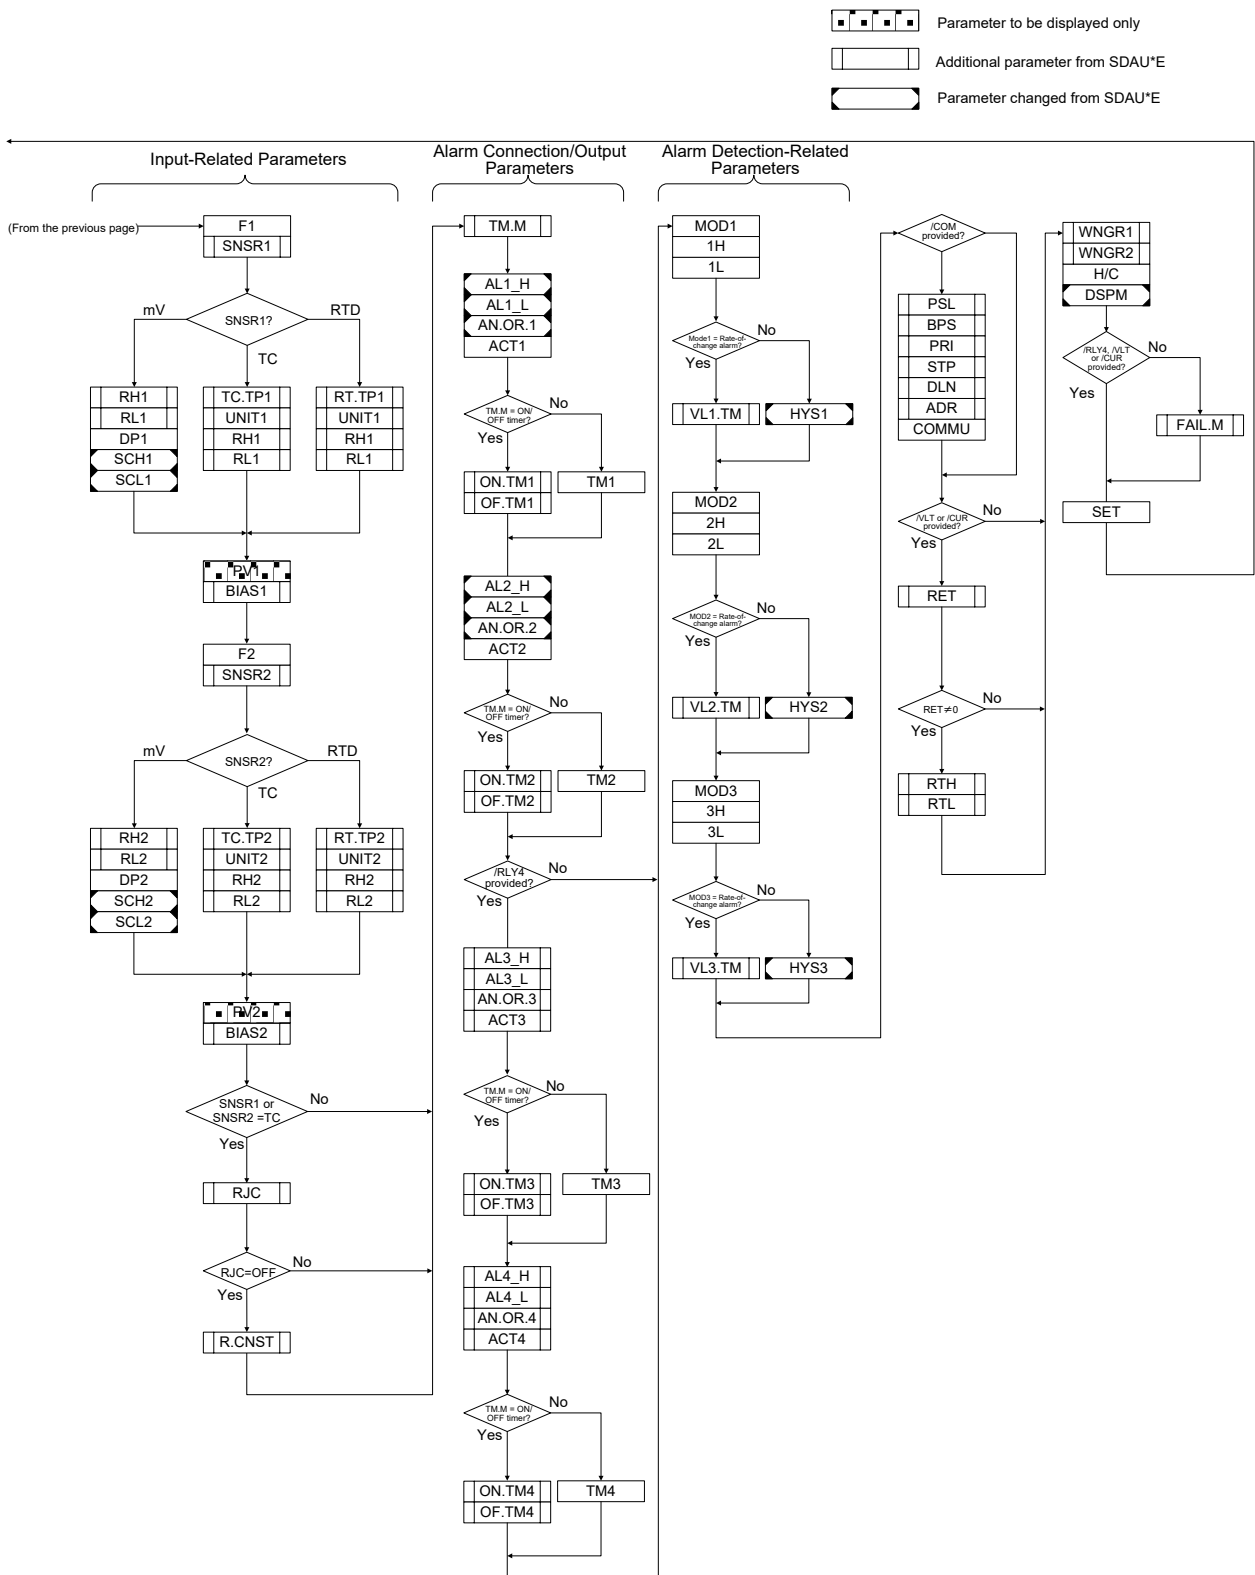 Parameter to be displayed only
Additional parameter from SDAU*E
Parameter changed from SDAU*E
Input-Related Parameters
(From the previous page)
F1
SNSR1
SNSR1?
mV
TC
RTD
RH1
RL1
DP1
SCH1
SCL1
TC.TP1
UNIT1
RH1
RL1
RT.TP1
UNIT1
RH1
RL1
PV1
BIAS1
F2
SNSR2
SNSR2?
mV
TC
RTD
RH2
RL2
DP2
SCH2
SCL2
TC.TP2
UNIT2
RH2
RL2
RT.TP2
UNIT2
RH2
RL2
PV2
BIAS2
SNSR1 or
SNSR2 =TC
No
Yes
RJC
RJC=OFF
No
Yes
R.CNST
Alarm Connection/Output
Parameters
TM.M
AL1_H
AL1_L
AN.OR.1
ACT1
TM.M = ON/
OFF timer?
No
Yes
ON.TM1
OF.TM1
TM1
AL2_H
AL2_L
AN.OR.2
ACT2
TM.M = ON/
OFF timer?
No
Yes
ON.TM2
OF.TM2
TM2
/RLY4
provided?
No
Yes
AL3_H
AL3_L
AN.OR.3
ACT3
TM.M = ON/
OFF timer?
No
Yes
ON.TM3
OF.TM3
TM3
AL4_H
AL4_L
AN.OR.4
ACT4
TM.M = ON/
OFF timer?
No
Yes
ON.TM4
OF.TM4
TM4
Alarm Detection-Related
Parameters
MOD1
1H
1L
Mode1 = Rate-of-
change alarm?
No
Yes
VL1.TM
HYS1
MOD2
2H
2L
MOD2 = Rate-of-
change alarm?
No
Yes
VL2.TM
HYS2
MOD3
3H
3L
MOD3 = Rate-of-
change alarm?
No
Yes
VL3.TM
HYS3
/COM
provided?
PSL
BPS
PRI
STP
DLN
ADR
COMMU
/VLT or /CUR
provided?
No
Yes
RET
RET≠0
No
Yes
RTH
RTL
WNGR1
WNGR2
H/C
DSPM
/RLY4, /VLT
or /CUR
provided?
No
Yes
FAIL.M
SET